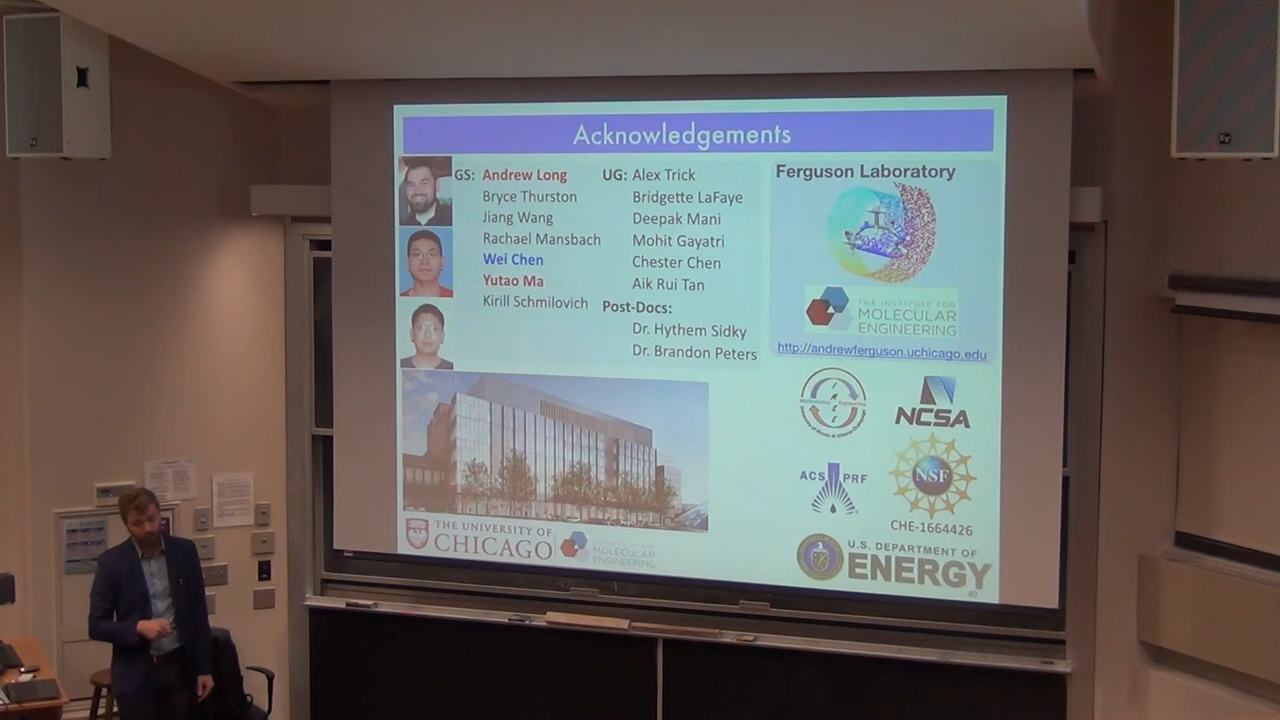 Acknowledgements
GS: Andrew Long
Bryce Thurston
Jiang Wang
Rachael Mansbach
Wei Chen
Yutao Ma
Kirill Schmilovich
UG: Alex Trick
Bridgette LaFaye
Deepak Mani
Mohit Gayatri
Chester Chen
Aik Rui Tan
Post-Docs:
Dr. Hythem Sidky
Dr. Brandon Peters
Ferguson Laboratory
THE INSTITUTE FOR
MOLECULAR
ENGINEERING
http://andrewferguson.uchicago.edu
NCSA
ACS PRF
NSF
CHE-1664426
U.S. DEPARTMENT OF
ENERGY
THE UNIVERSITY OF
CHICAGO
MOLECULAR
ENGINEERING
60